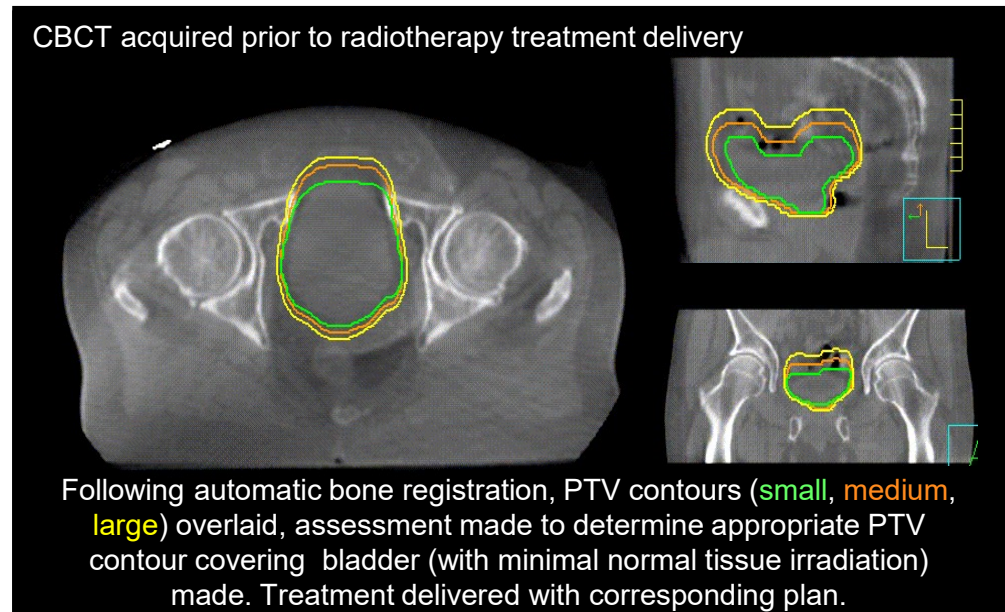 CBCT acquired prior to radiotherapy treatment delivery
Following automatic bone registration, PTV contours (small, medium,
large) overlaid, assessment made to determine appropriate PTV
contour covering bladder (with minimal normal tissue irradiation)
made. Treatment delivered with corresponding plan.